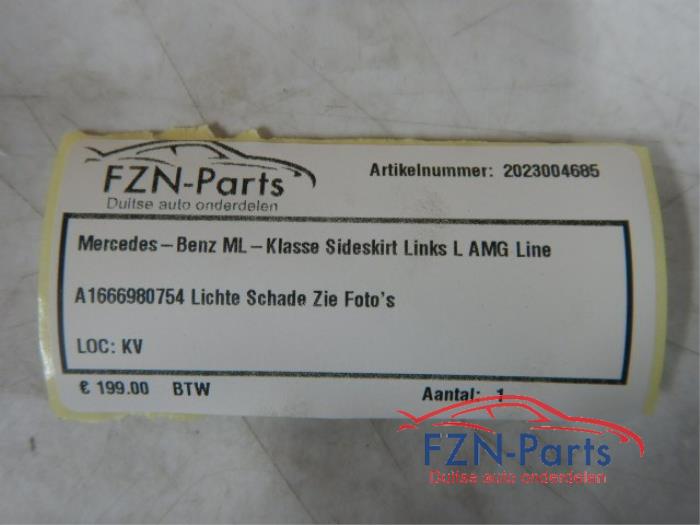 FZN-Parts
Duitse auto onderdelen
Artikelnummer: 2023004685
Mercedes-Benz ML-Klasse Sideskirt Links L AMG Line
A1666980754 Lichte Schade Zie Foto's
LOC: KV
€ 199.00 BTW
Aantal: 1
FZN-Parts
Duitse auto onderdelen